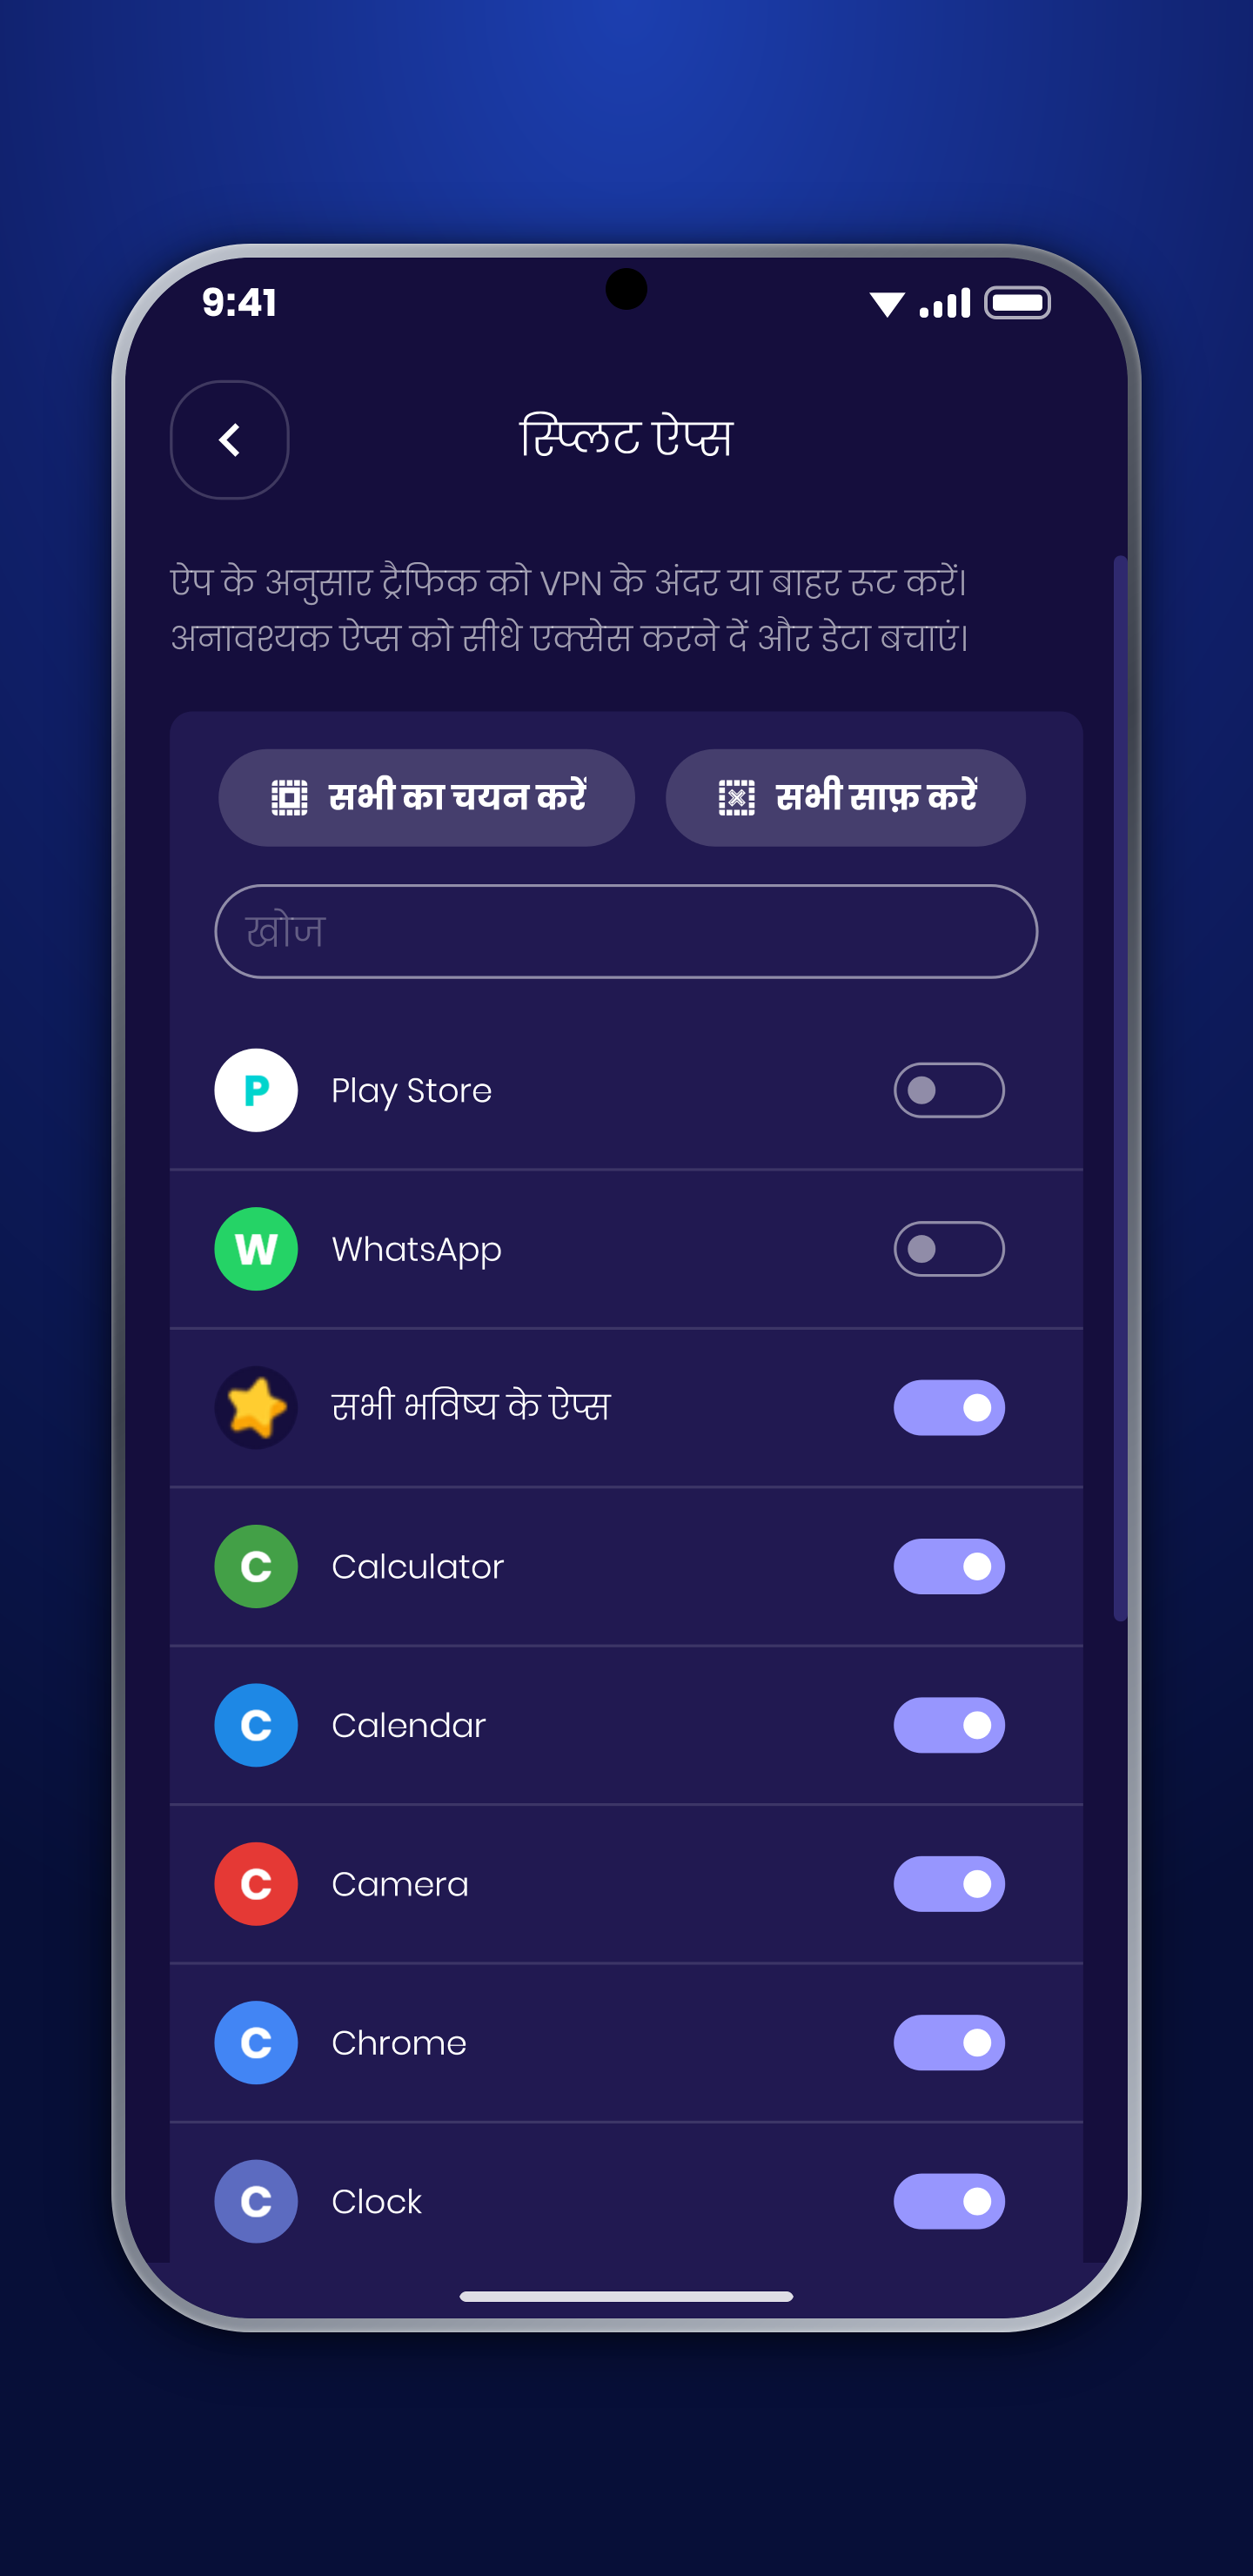 9:41
स्प्लिट ऐप्स
ऐप के अनुसार ट्रैफिक को VPN के अंदर या बाहर रूट करें।
अनावश्यक ऐप्स को सीधे एक्सेस करने दें और डेटा बचाएं।
सभी का चयन करें
सभी साफ़ करें
खोज
P Play Store
W WhatsApp
सभी भविष्य के ऐप्स
C Calculator
C Calendar
C Camera
C Chrome
C Clock